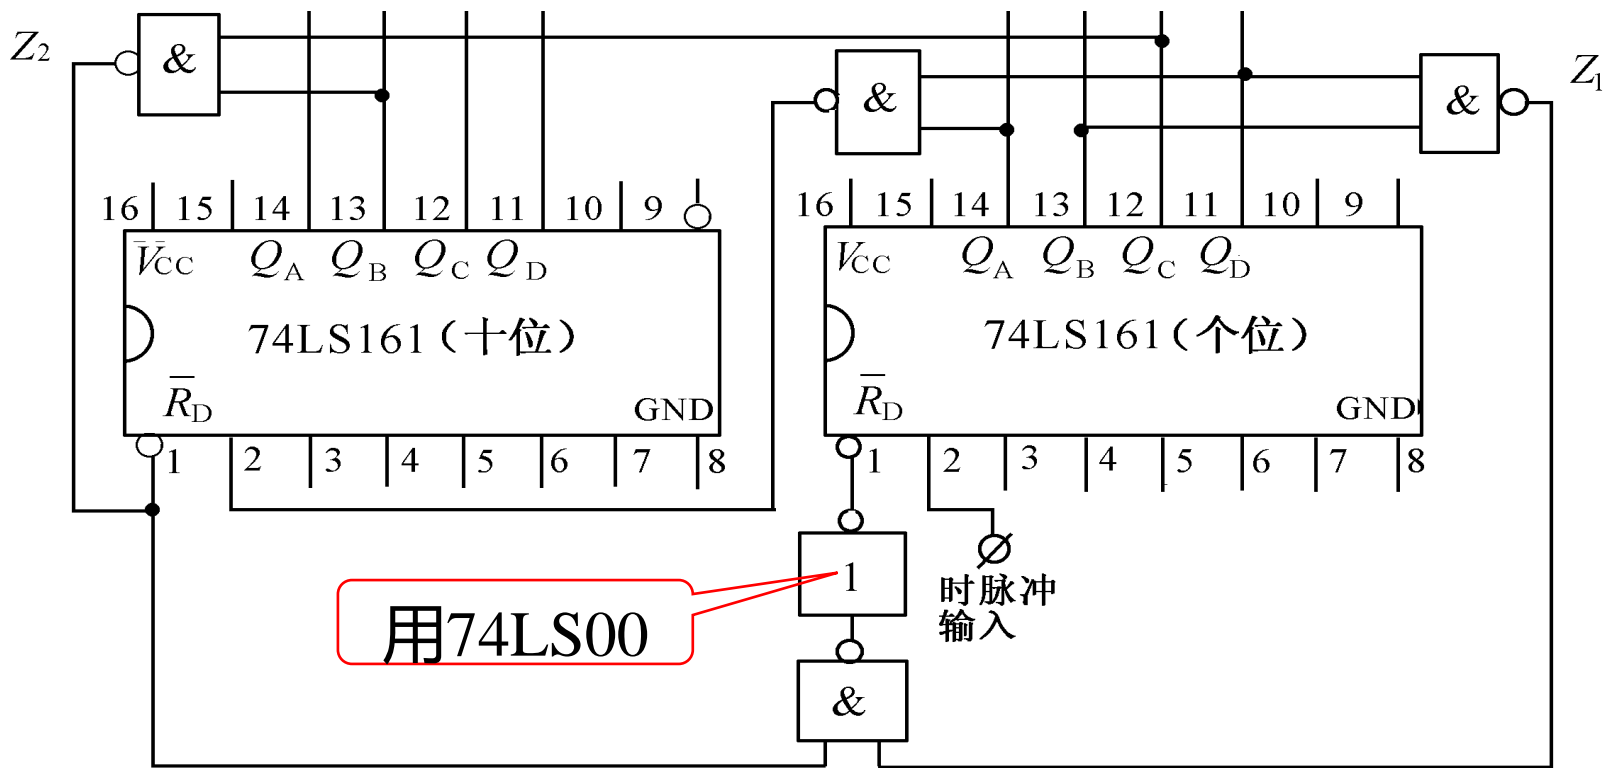 Z2
&
&
&
Z1
16 15 14 13 12 11 10 9
16 15 14 13 12 11 10 9
V̅CC QA QB QC QD
VCC QA QB QC QD
74LS161(十位)
74LS161(个位)
R̅D GND
R̅D GND
1 2 3 4 5 6 7 8
1 2 3 4 5 6 7 8
1
时脉冲
输入
用74LS00
&